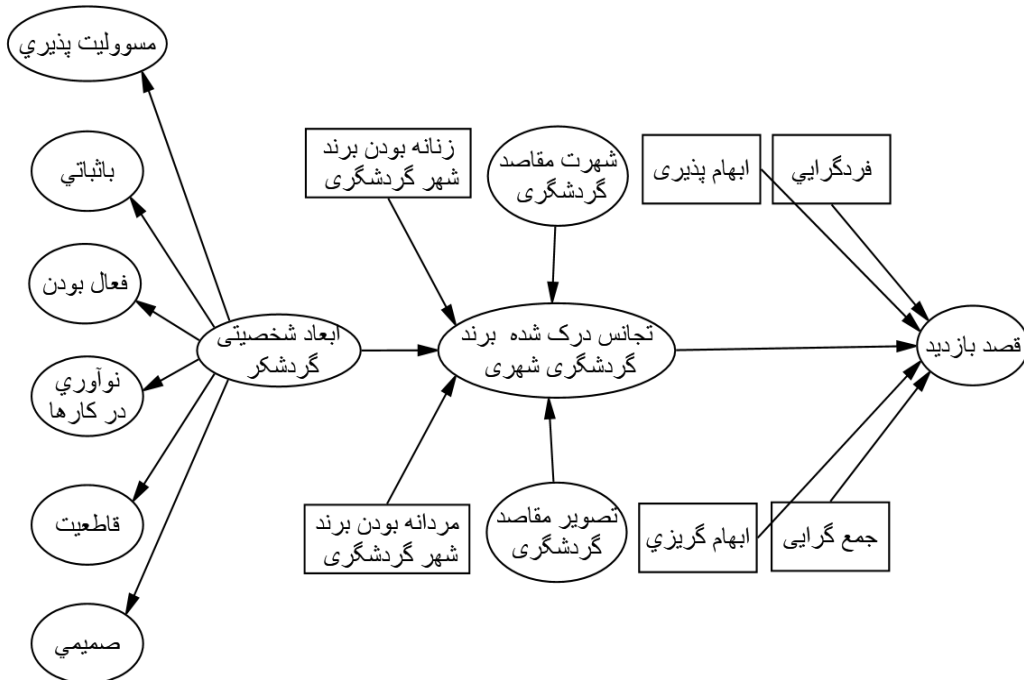 مسووليت پذيري
باثباتي
فعال بودن
نوآوري
در كارها
قاطعيت
صميمي
ابعاد شخصیتی
گردشگر
زنانه بودن برند
شهر گردشگری
مردانه بودن برند
شهر گردشگری
شهرت مقاصد
گردشگری
تجانس درک شده برند
گردشگری شهری
تصویر مقاصد
گردشگری
ابهام پذیری
فردگرايي
ابهام گريزي
جمع گرایی
قصد بازدید